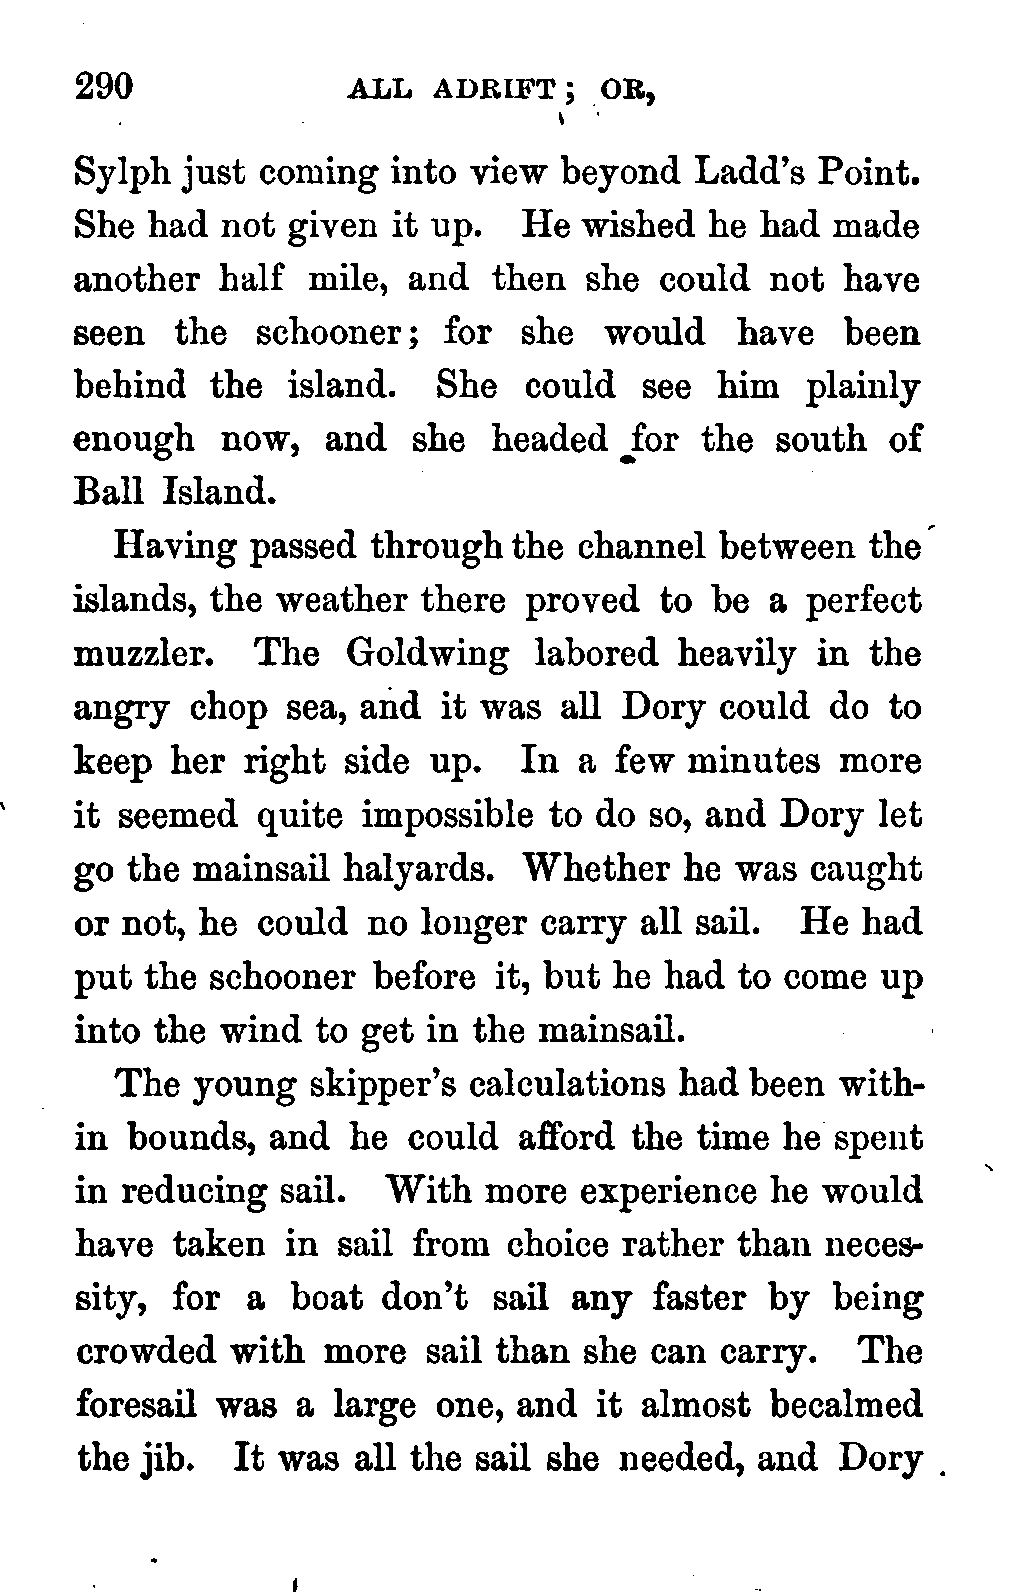 290 ALL ADRIFT; OR,
Sylph just coming into view beyond Ladd's Point.
She had not given it up. He wished he had made
another half mile, and then she could not have
seen the schooner; for she would have been
behind the island. She could see him plainly
enough now, and she headed for the south of
Ball Island.
Having passed through the channel between the
islands, the weather there proved to be a perfect
muzzler. The Goldwing labored heavily in the
angry chop sea, and it was all Dory could do to
keep her right side up. In a few minutes more
it seemed quite impossible to do so, and Dory let
go the mainsail halyards. Whether he was caught
or not, he could no longer carry all sail. He had
put the schooner before it, but he had to come up
into the wind to get in the mainsail.
The young skipper's calculations had been with-
in bounds, and he could afford the time he spent
in reducing sail. With more experience he would
have taken in sail from choice rather than neces-
sity, for a boat don't sail any faster by being
crowded with more sail than she can carry. The
foresail was a large one, and it almost becalmed
the jib. It was all the sail she needed, and Dory